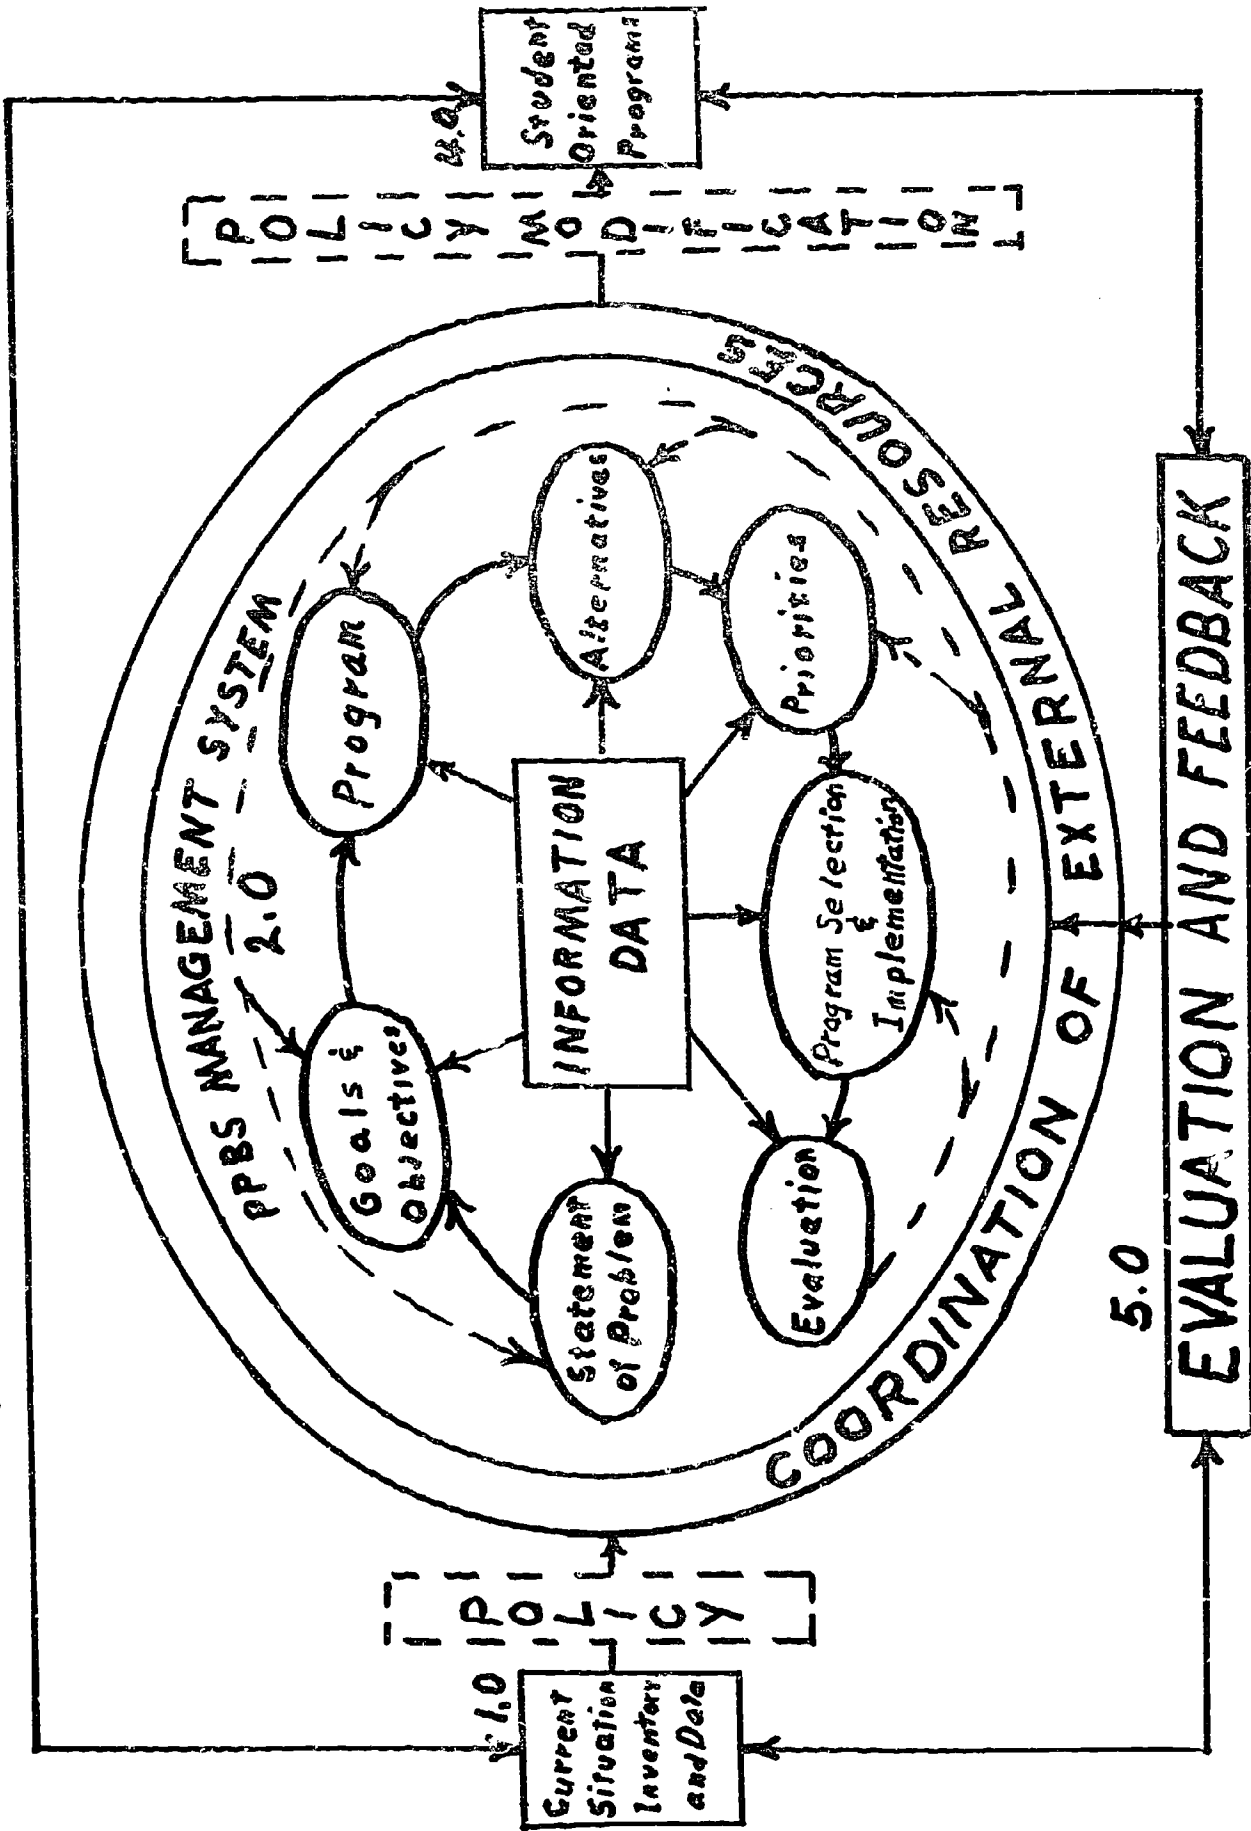 1.0
Current
Situation
Inventory
and Data
POLICY
PPBS MANAGEMENT SYSTEM
2.0
Statement
of Problem
Goals &
Objectives
Program
Alternatives
Priorities
Program Selection
&
Implementation
Evaluation
INFORMATION
DATA
COORDINATION OF EXTERNAL RESOURCES
POLICY MODIFICATION
4.0
Student
Oriented
Programs
5.0
EVALUATION AND FEEDBACK